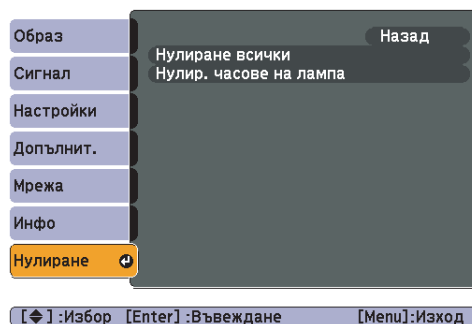 Образ
Сигнал
Настройки
Допълнит.
Мрежа
Инфо
Нулиране
Назад
Нулиране всички
Нулир. часове на лампа
[◆] :Избор [Enter] :Въвеждане [Menu]:Изход